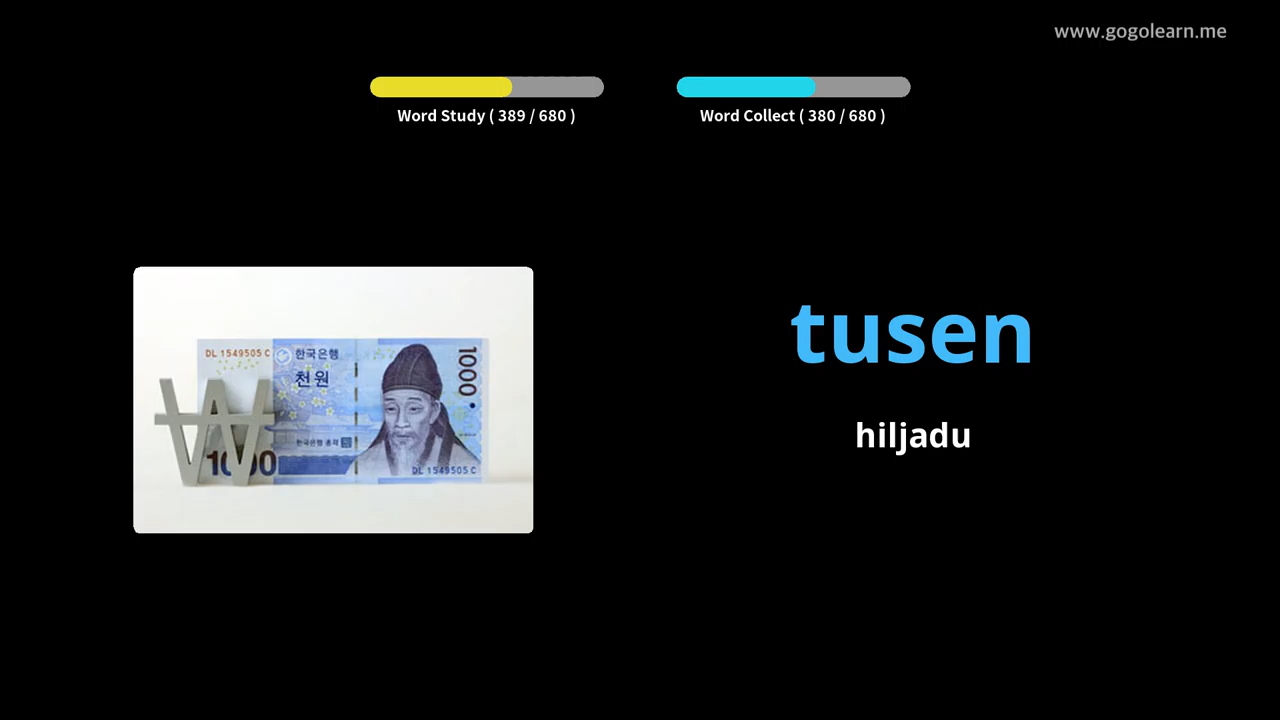 www.gogolearn.me
Word Study ( 389 / 680 )
Word Collect ( 380 / 680 )
DL 1549505 C
한국은행
천원
1000
tusen
hiljadu
한국은행 총재
1000
DL 1549505 C